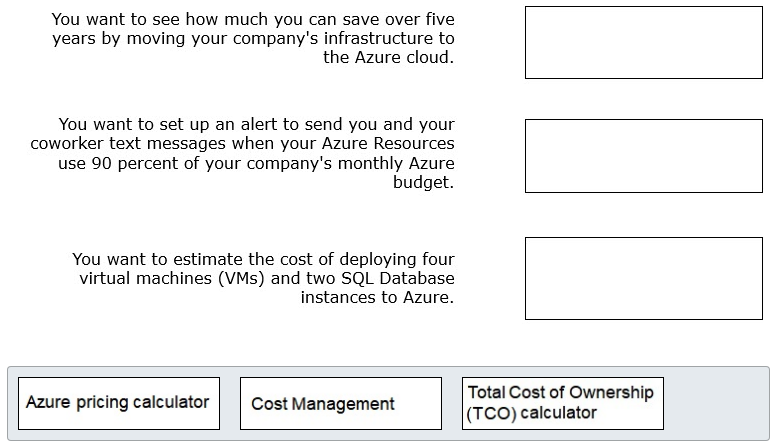 You want to see how much you can save over five
years by moving your company's infrastructure to
the Azure cloud.
You want to set up an alert to send you and your
coworker text messages when your Azure Resources
use 90 percent of your company's monthly Azure
budget.
You want to estimate the cost of deploying four
virtual machines (VMs) and two SQL Database
instances to Azure.
Azure pricing calculator
Cost Management
Total Cost of Ownership
(TCO) calculator